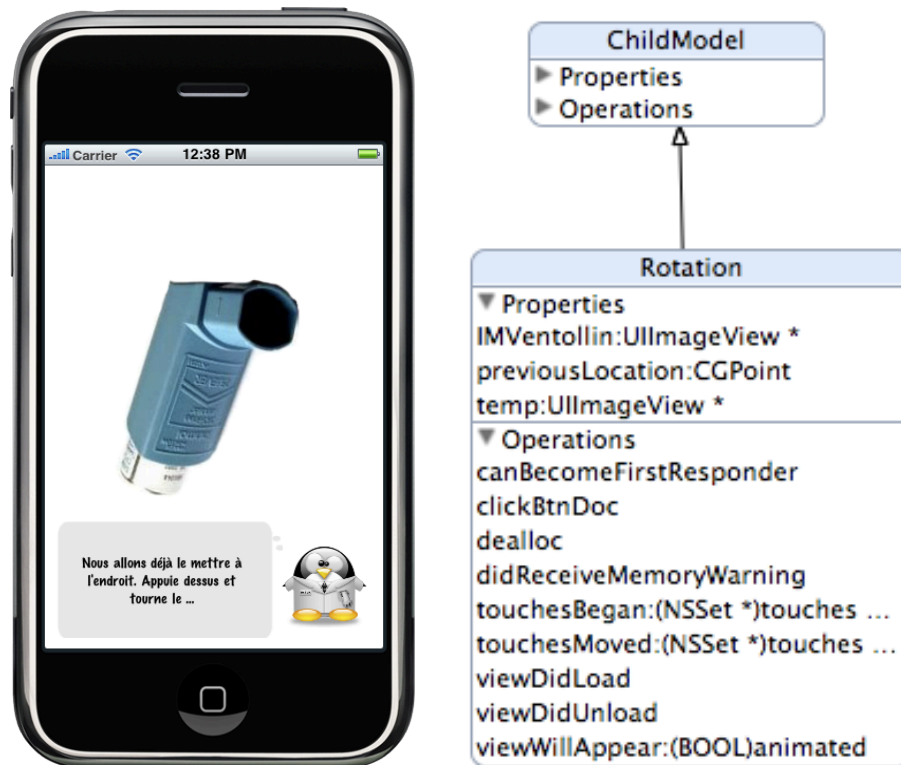 Carrier
12:38 PM
Nous allons déjà le mettre à
l'endroit. Appuie dessus et
tourne le ...
ChildModel
Properties
Operations
Rotation
Properties
IMVentollin:UIImageView *
previousLocation:CGPoint
temp:UIImageView *
Operations
canBecomeFirstResponder
clickBtnDoc
dealloc
didReceiveMemoryWarning
touchesBegan:(NSSet *)touches ...
touchesMoved:(NSSet *)touches ...
viewDidLoad
viewDidUnload
viewWillAppear:(BOOL)animated